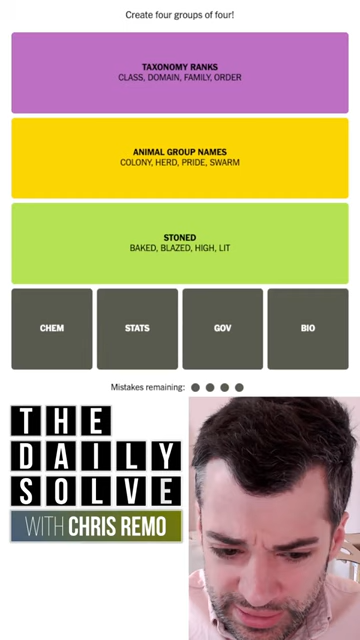 Create four groups of four!
TAXONOMY RANKS
CLASS, DOMAIN, FAMILY, ORDER
ANIMAL GROUP NAMES
COLONY, HERD, PRIDE, SWARM
STONED
BAKED, BLAZED, HIGH, LIT
CHEM STATS GOV BIO
Mistakes remaining:
THE
DAILY
SOLVE
WITH CHRIS REMO